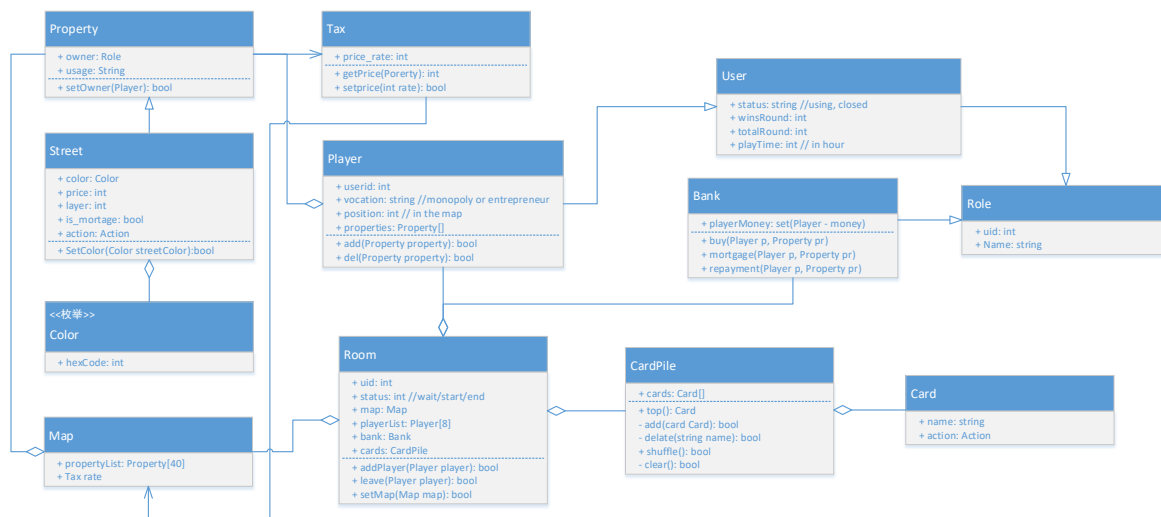 Property
+ owner: Role
+ usage: String
+ setOwner(Player): bool
Tax
+ price_rate: int
+ getPrice(Porerty): int
+ setprice(int rate): bool
User
+ status: string //using, closed
+ winsRound: int
+ totalRound: int
+ playTime: int // in hour
Street
+ color: Color
+ price: int
+ layer: int
+ is_mortage: bool
+ action: Action
+ SetColor(Color streetColor):bool
Player
+ userid: int
+ vocation: string //monopoly or entrepreneur
+ position: int // in the map
+ properties: Property[]
+ add(Property property): bool
+ del(Property property): bool
Bank
+ playerMoney: set(Player - money)
+ buy(Player p, Property pr)
+ mortgage(Player p, Property pr)
+ repayment(Player p, Property pr)
Role
+ uid: int
+ Name: string
<<枚举>>
Color
+ hexCode: int
Room
+ uid: int
+ status: int //wait/start/end
+ map: Map
+ playerList: Player[8]
+ bank: Bank
+ cards: CardPile
+ addPlayer(Player player): bool
+ leave(Player player): bool
+ setMap(Map map): bool
CardPile
+ cards: Card[]
+ top(): Card
- add(card Card): bool
- delate(string name): bool
+ shuffle(): bool
- clear(): bool
Card
+ name: string
+ action: Action
Map
+ propertyList: Property[40]
+ Tax rate